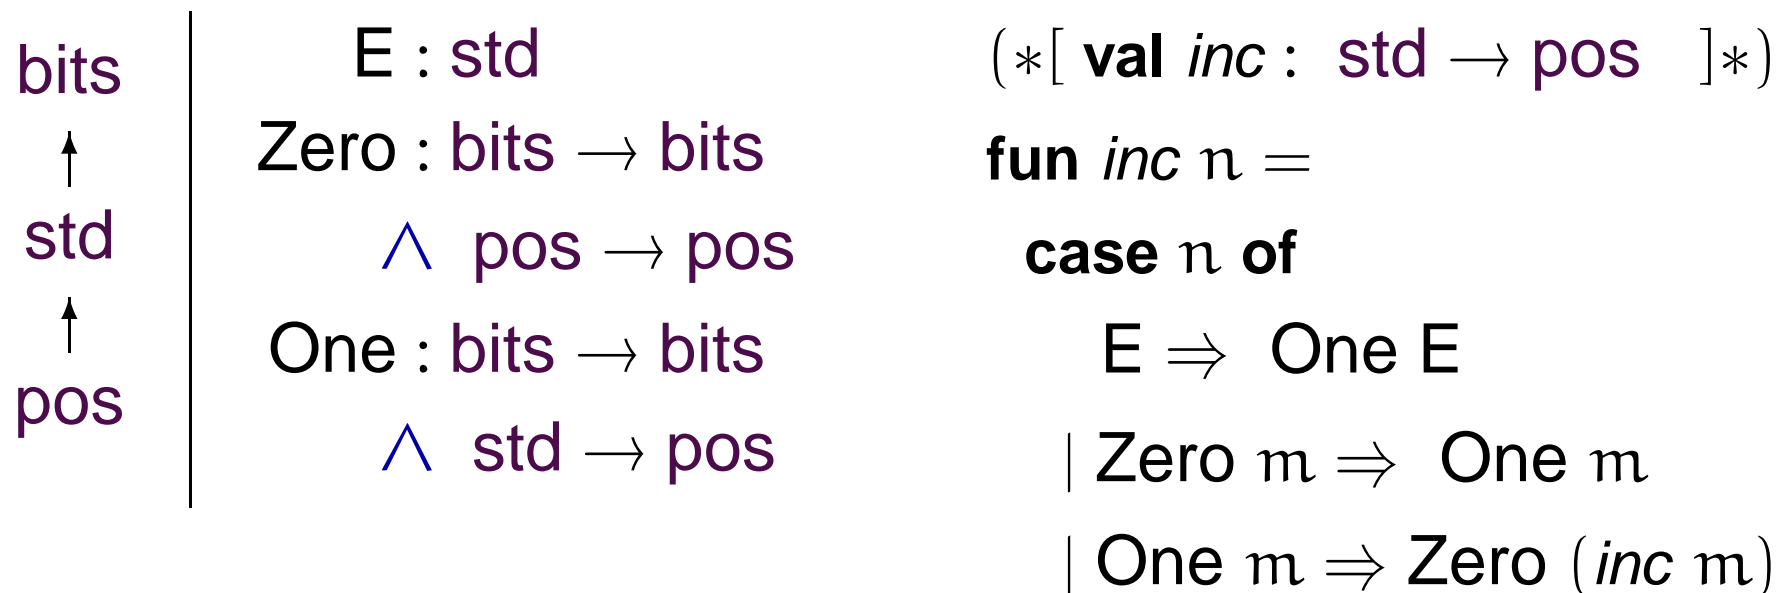 bits
↑
std
↑
pos
E : std
Zero : bits → bits
∧ pos → pos
One : bits → bits
∧ std → pos
(∗[ val inc : std → pos ]∗)
fun inc n =
case n of
E ⇒ One E
| Zero m ⇒ One m
| One m ⇒ Zero (inc m)